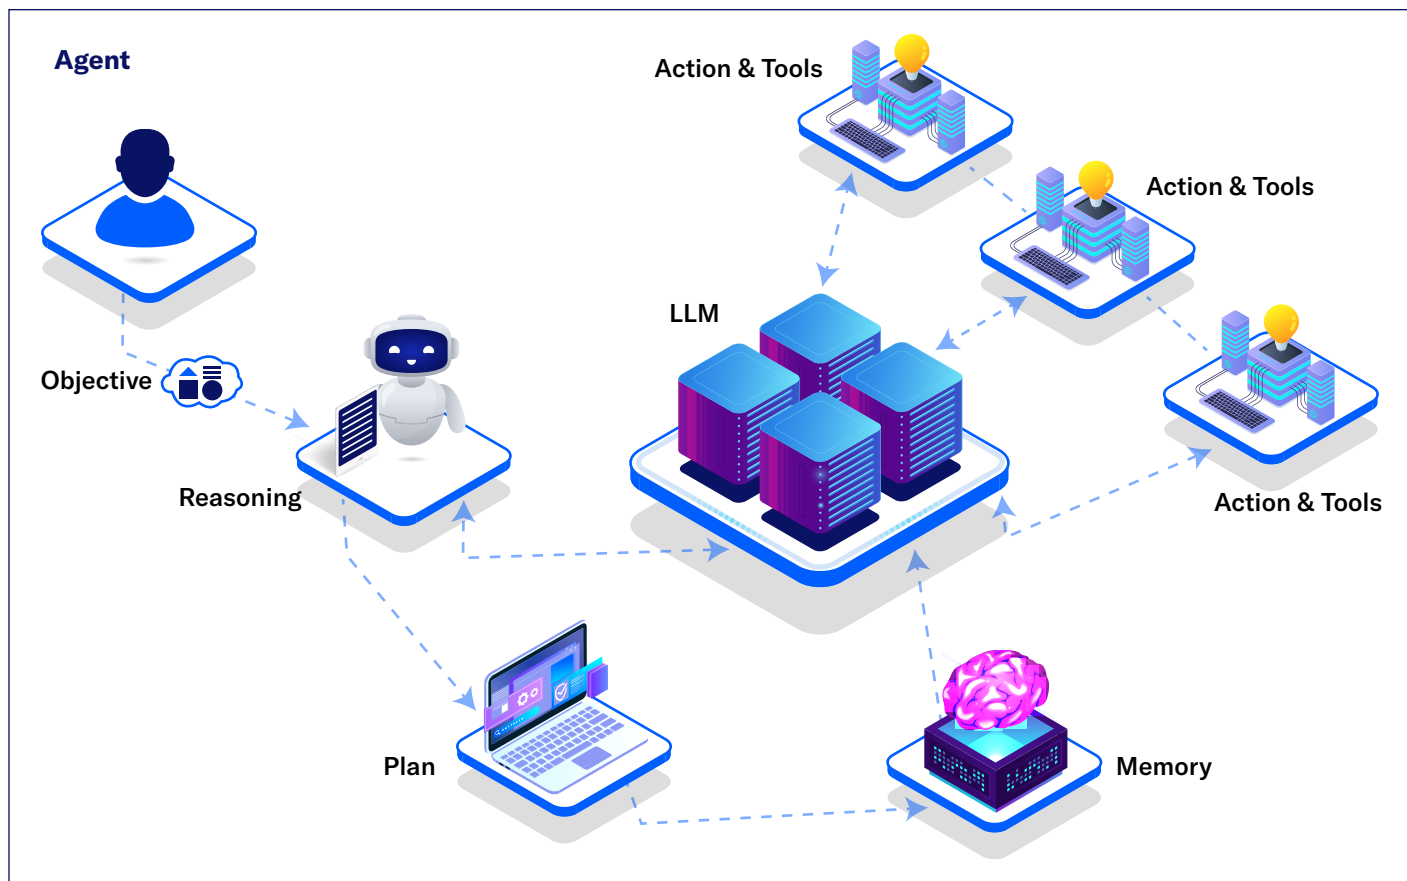 Agent
Action & Tools
Action & Tools
LLM
Objective
Reasoning
Action & Tools
Plan
Memory